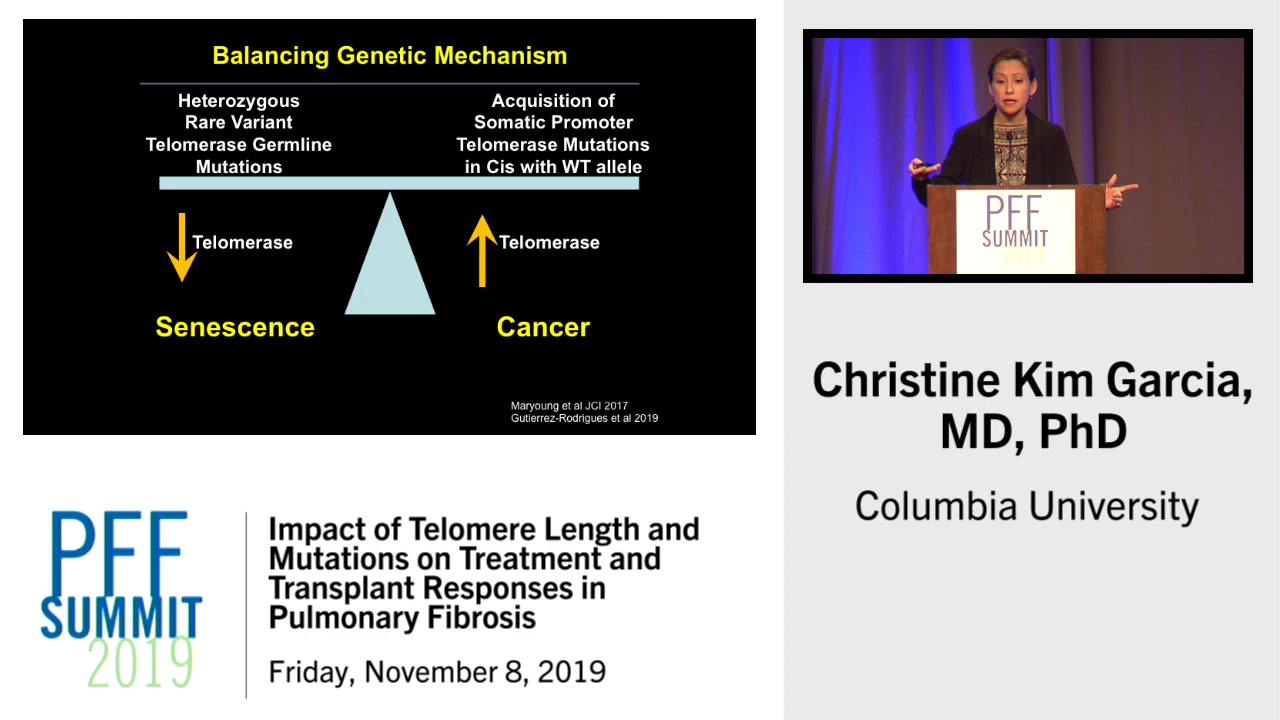 Balancing Genetic Mechanism
Heterozygous
Rare Variant
Telomerase Germline
Mutations
Acquisition of
Somatic Promoter
Telomerase Mutations
in Cis with WT allele
Telomerase
Telomerase
Senescence
Cancer
Maryoung et al JCI 2017
Gutierrez-Rodrigues et al 2019
PFF
SUMMIT
2019
Christine Kim Garcia,
MD, PhD
Columbia University
PFF
SUMMIT
2019
Impact of Telomere Length and
Mutations on Treatment and
Transplant Responses in
Pulmonary Fibrosis
Friday, November 8, 2019